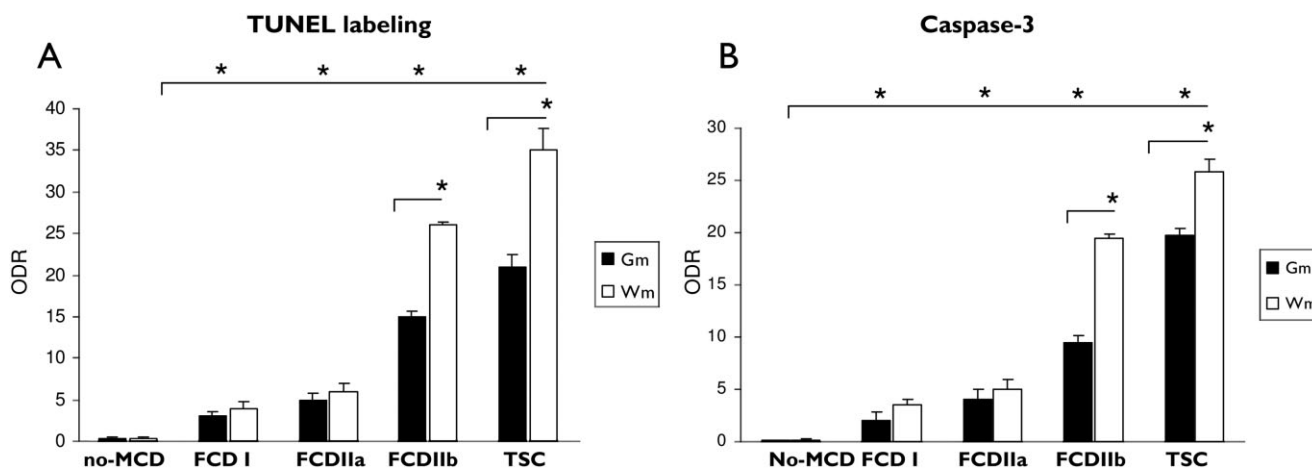 TUNEL labeling
A
* * * *
*
*
40
35
30
25
20
15
10
5
0
ODR
no-MCD FCD I FCDIIa FCDIIb TSC
Gm
Wm
Caspase-3
B
* * * *
*
*
30
25
20
15
10
5
0
ODR
No-MCD FCD I FCDIIa FCDIIb TSC
Gm
Wm